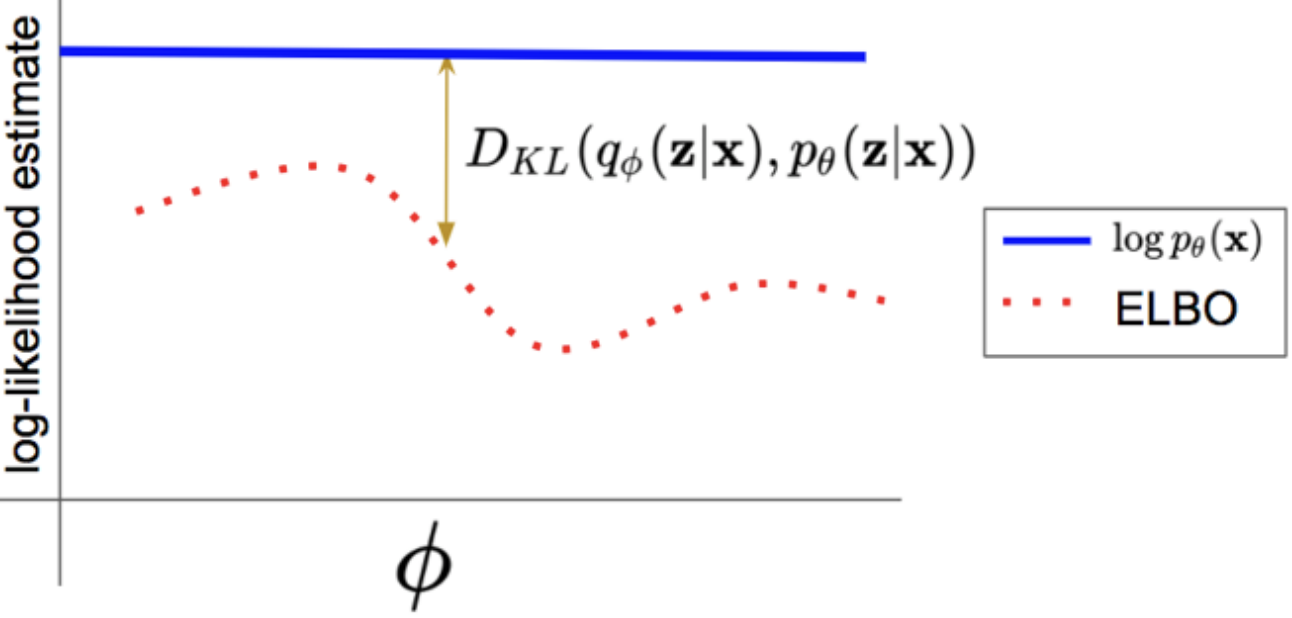 log-likelihood estimate
D_{KL}(q_ϕ(𝐳|𝐱), p_θ(𝐳|𝐱))
log p_θ(𝐱)
ELBO
ϕ